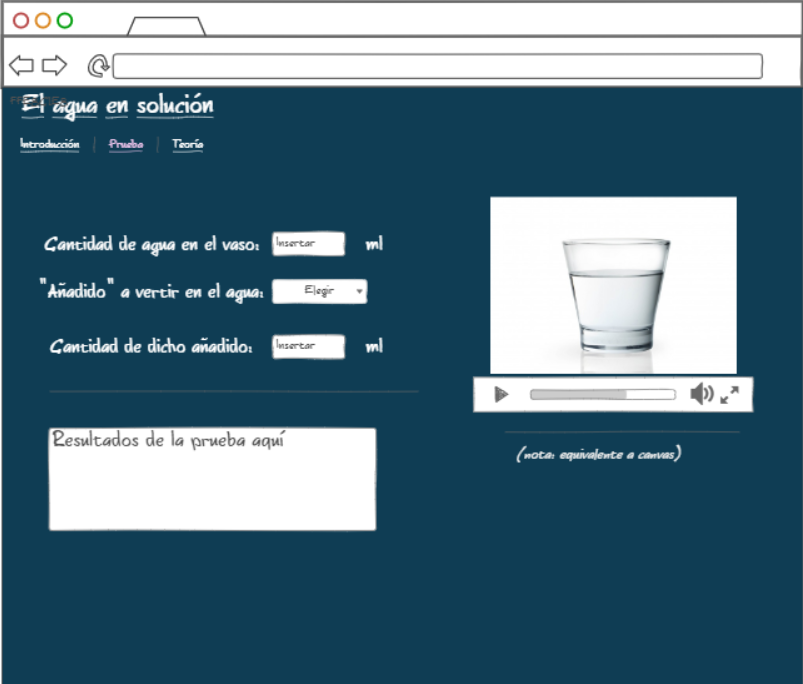 El agua en solución
Introducción | Prueba | Teoría
Cantidad de agua en el vaso: Insertar ml
"Añadido" a vertir en el agua: Elegir
Cantidad de dicho añadido: Insertar ml
Resultados de la prueba aquí
(nota: equivalente a canvas)